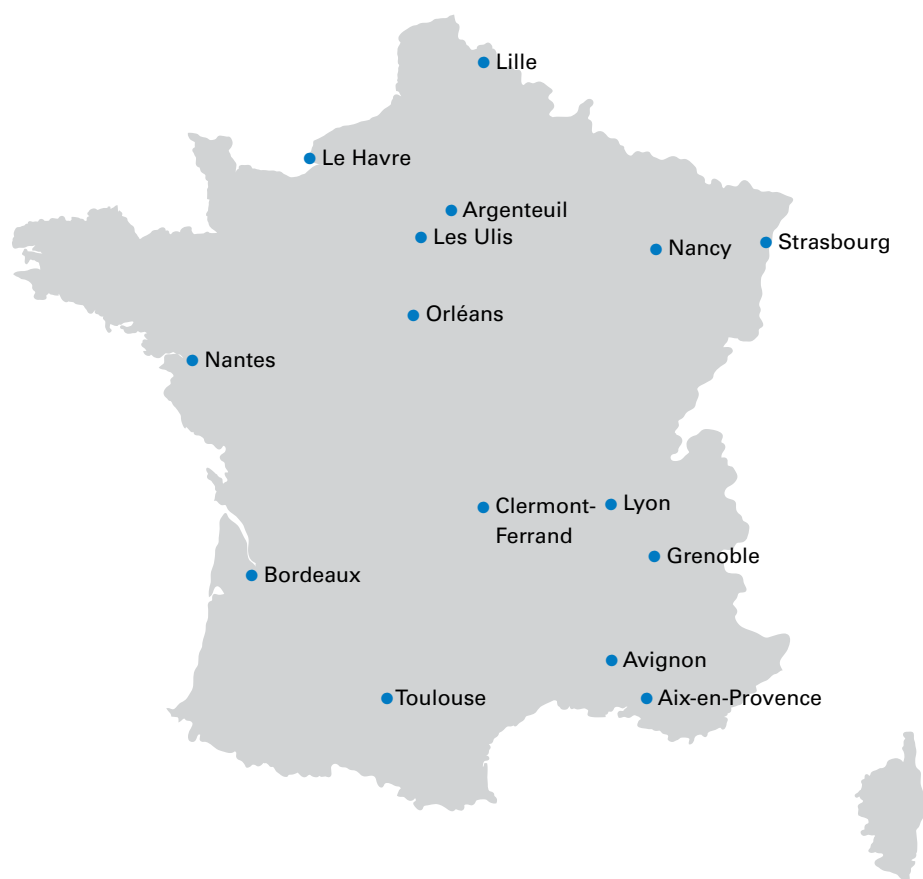 Lille
Le Havre
Argenteuil
Les Ulis
Strasbourg
Nancy
Orléans
Nantes
Clermont-
Ferrand
Lyon
Grenoble
Bordeaux
Avignon
Toulouse
Aix-en-Provence